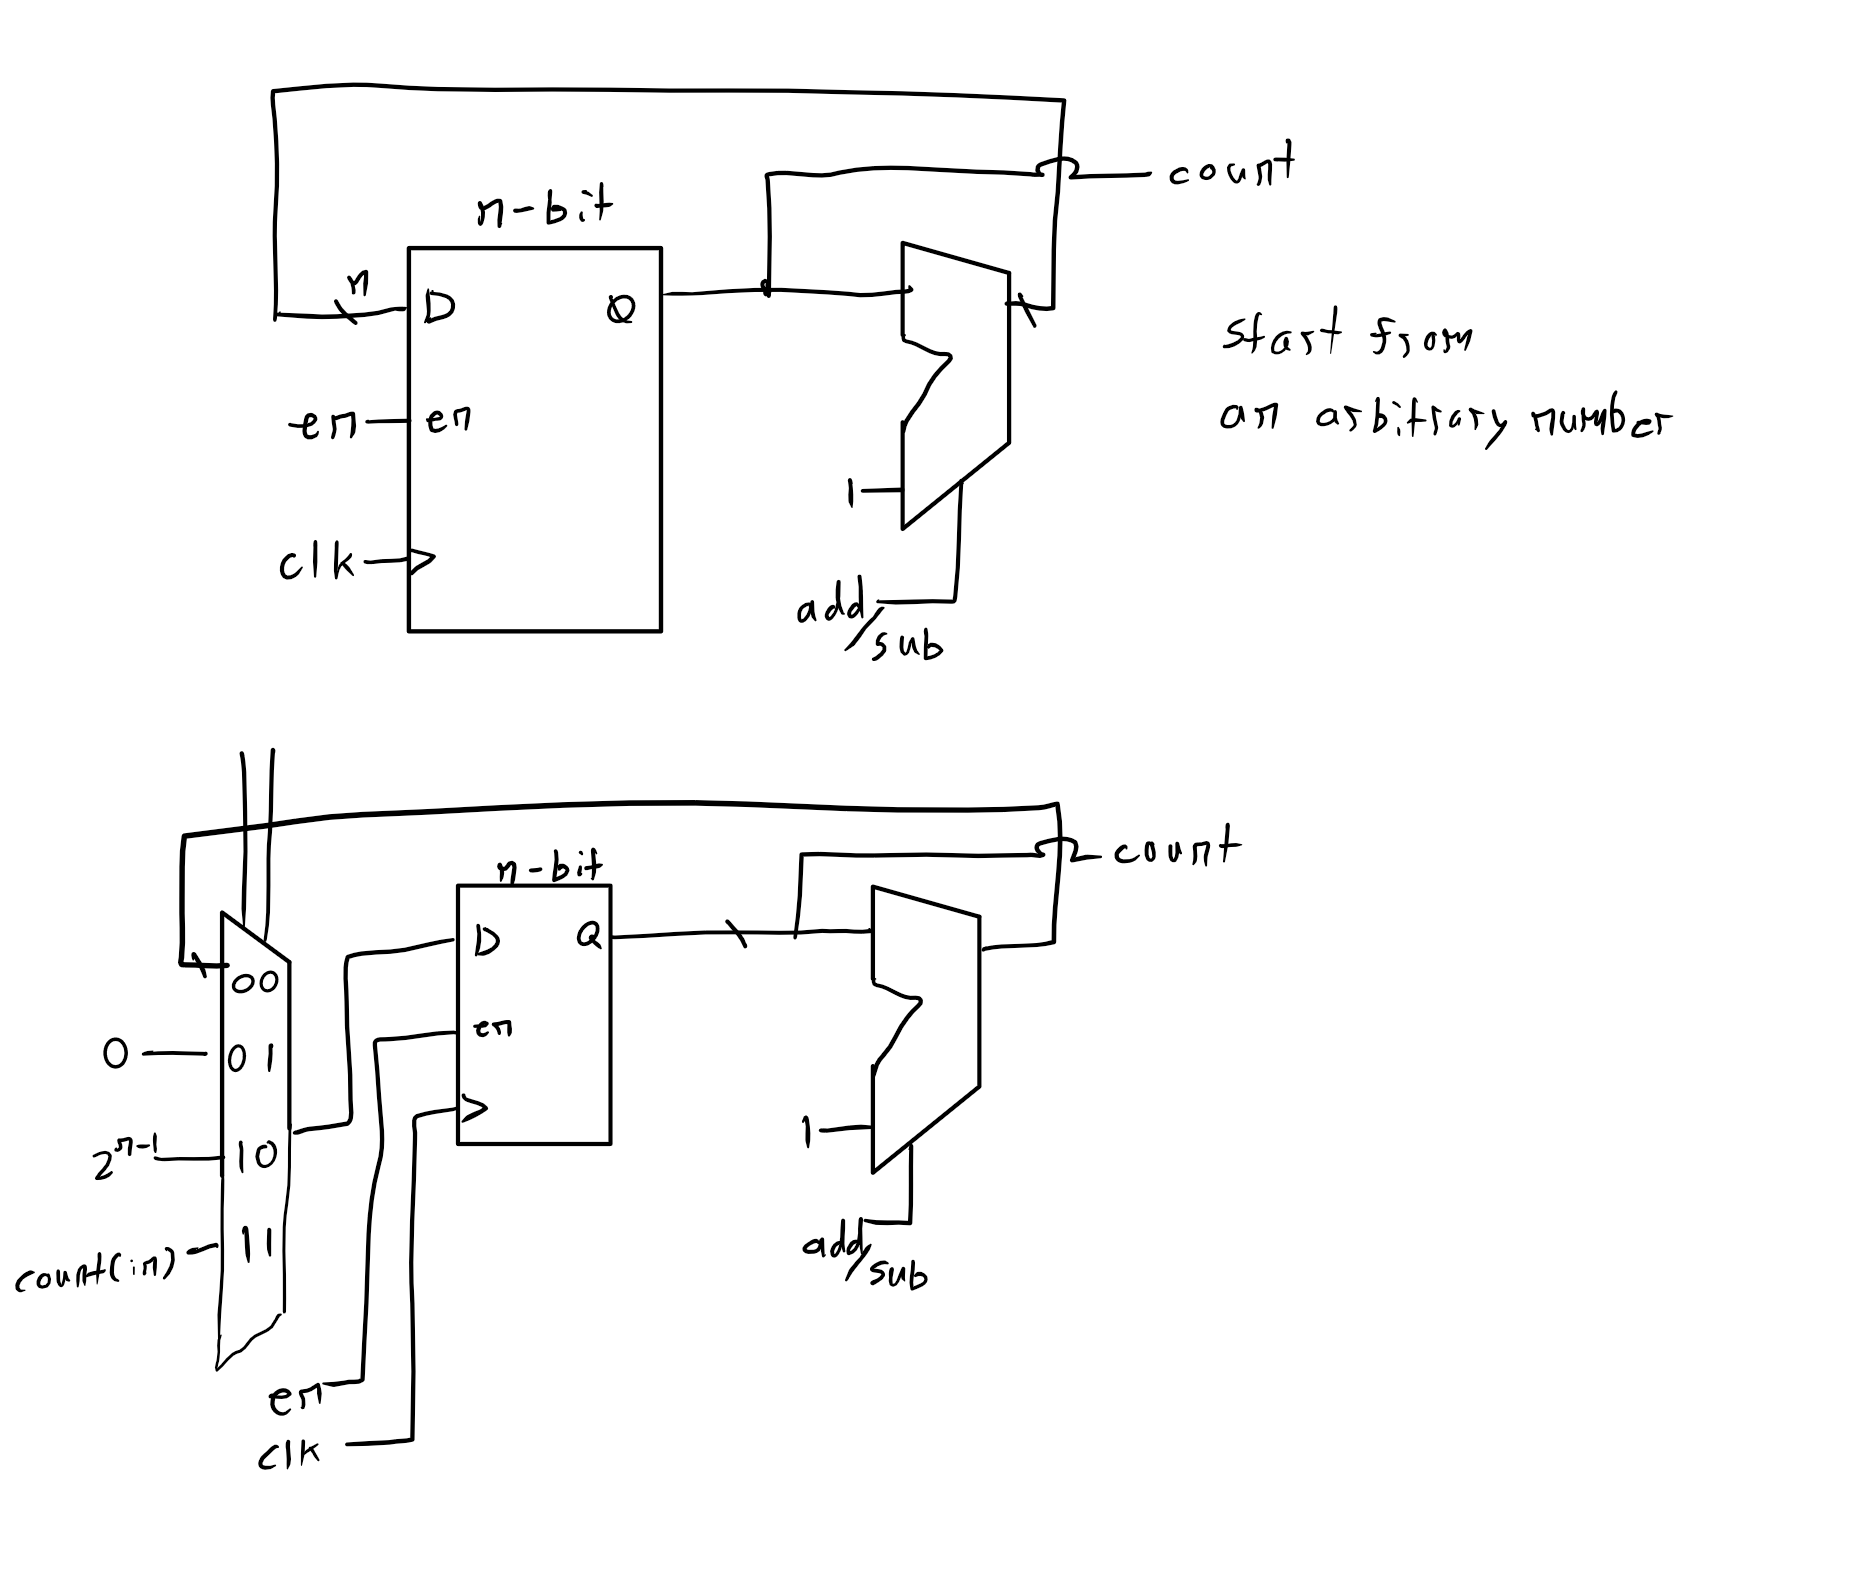 count
n-bit
n
D Q
start from
en en
an arbitrary number
1
clk
add/sub
count
n-bit
D Q
00
en
0 01
1
2^n-1 10
count(in) 11
add/sub
en
clk